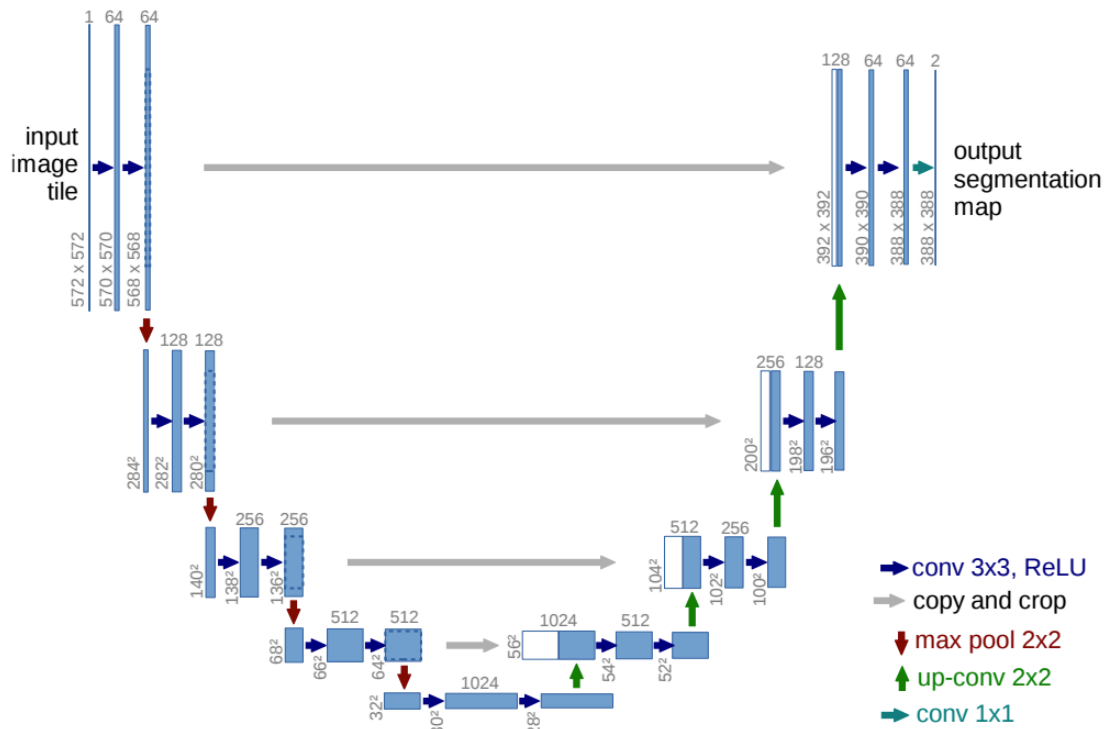 1
64
64
input
image
tile
572 x 572
570 x 570
568 x 568
128
64
64
2
392 x 392
390 x 390
388 x 388
388 x 388
output
segmentation
map
128
128
284²
282²
280²
256
128
200²
198²
196²
256
256
140²
138²
136²
512
256
104²
102²
100²
512
512
68²
66²
64²
1024
512
56²
54²
52²
1024
32²
conv 3x3, ReLU
copy and crop
max pool 2x2
up-conv 2x2
conv 1x1